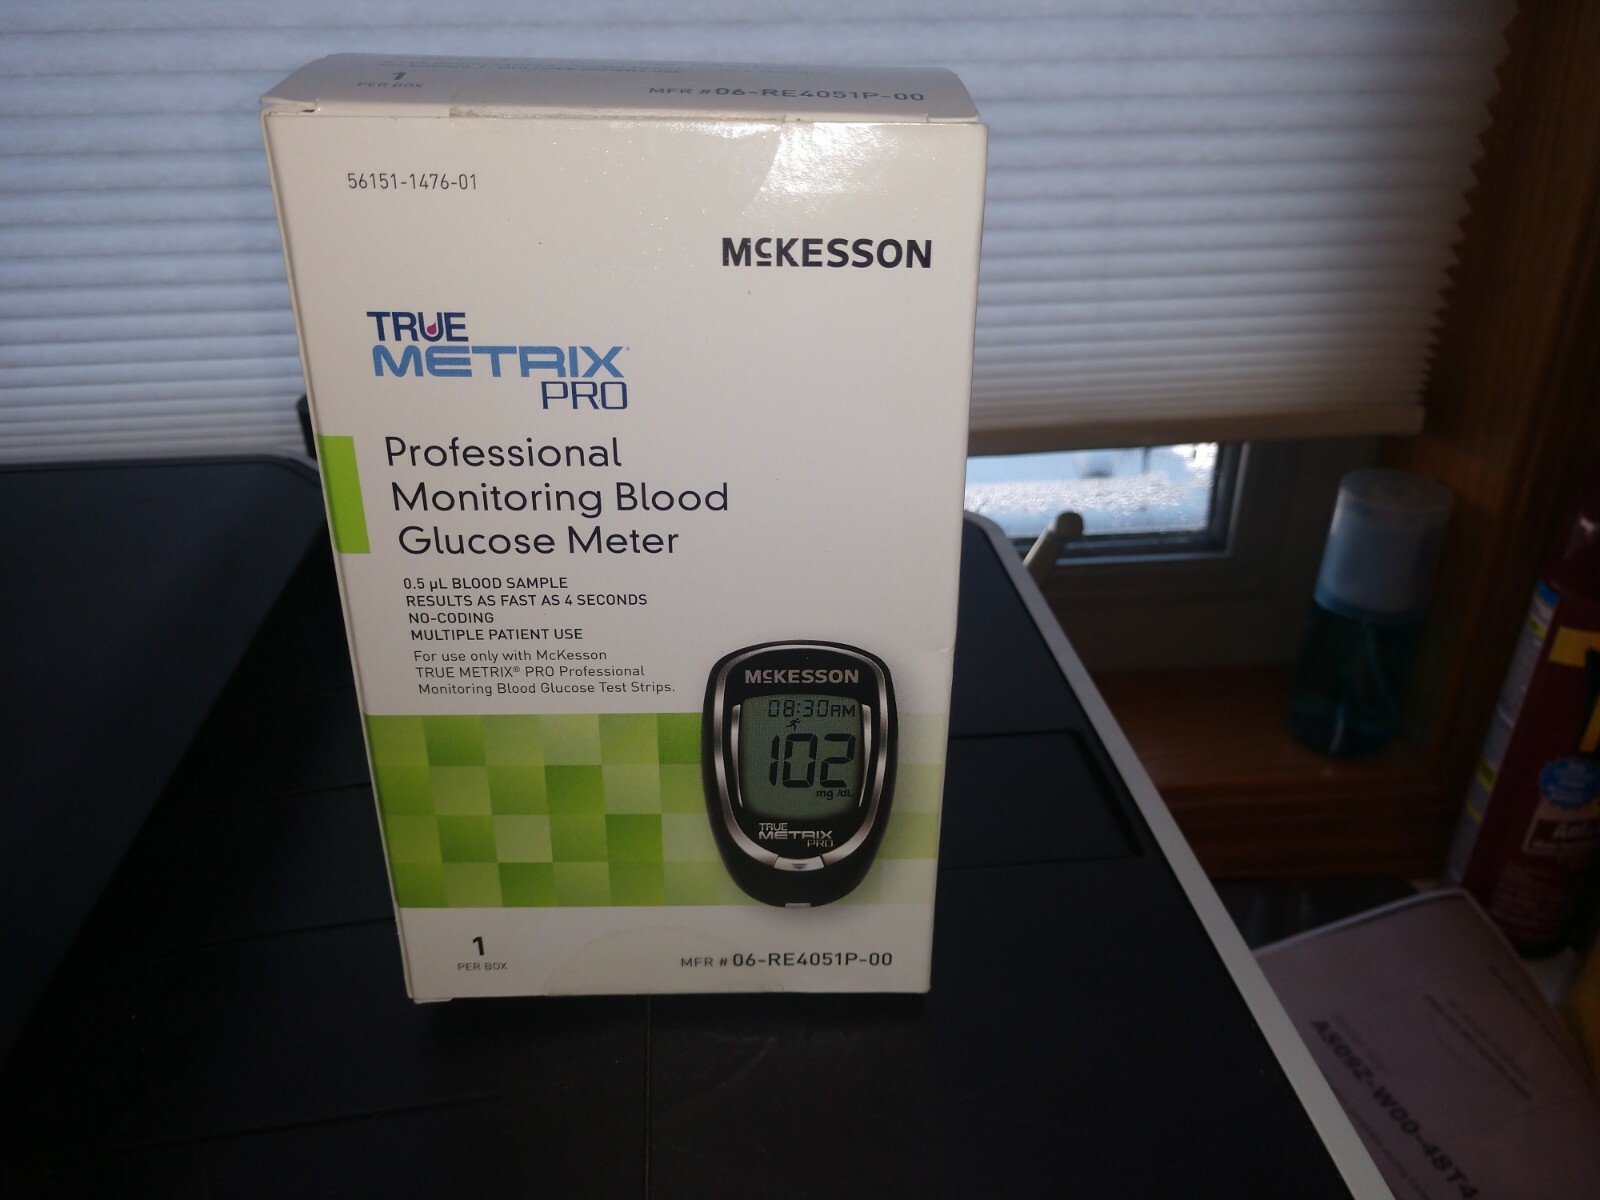 1
PER BOX
MFR # 06-RE4051P-00
56151-1476-01
McKESSON
TRUE
METRIX®
PRO
Professional
Monitoring Blood
Glucose Meter
0.5 µL BLOOD SAMPLE
RESULTS AS FAST AS 4 SECONDS
NO-CODING
MULTIPLE PATIENT USE
For use only with McKesson
TRUE METRIX® PRO Professional
Monitoring Blood Glucose Test Strips.
McKESSON
08:30AM
102
mg/dL
TRUE
METRIX
PRO
1
PER BOX
MFR # 06-RE4051P-00
AS09Z-W00-48T4